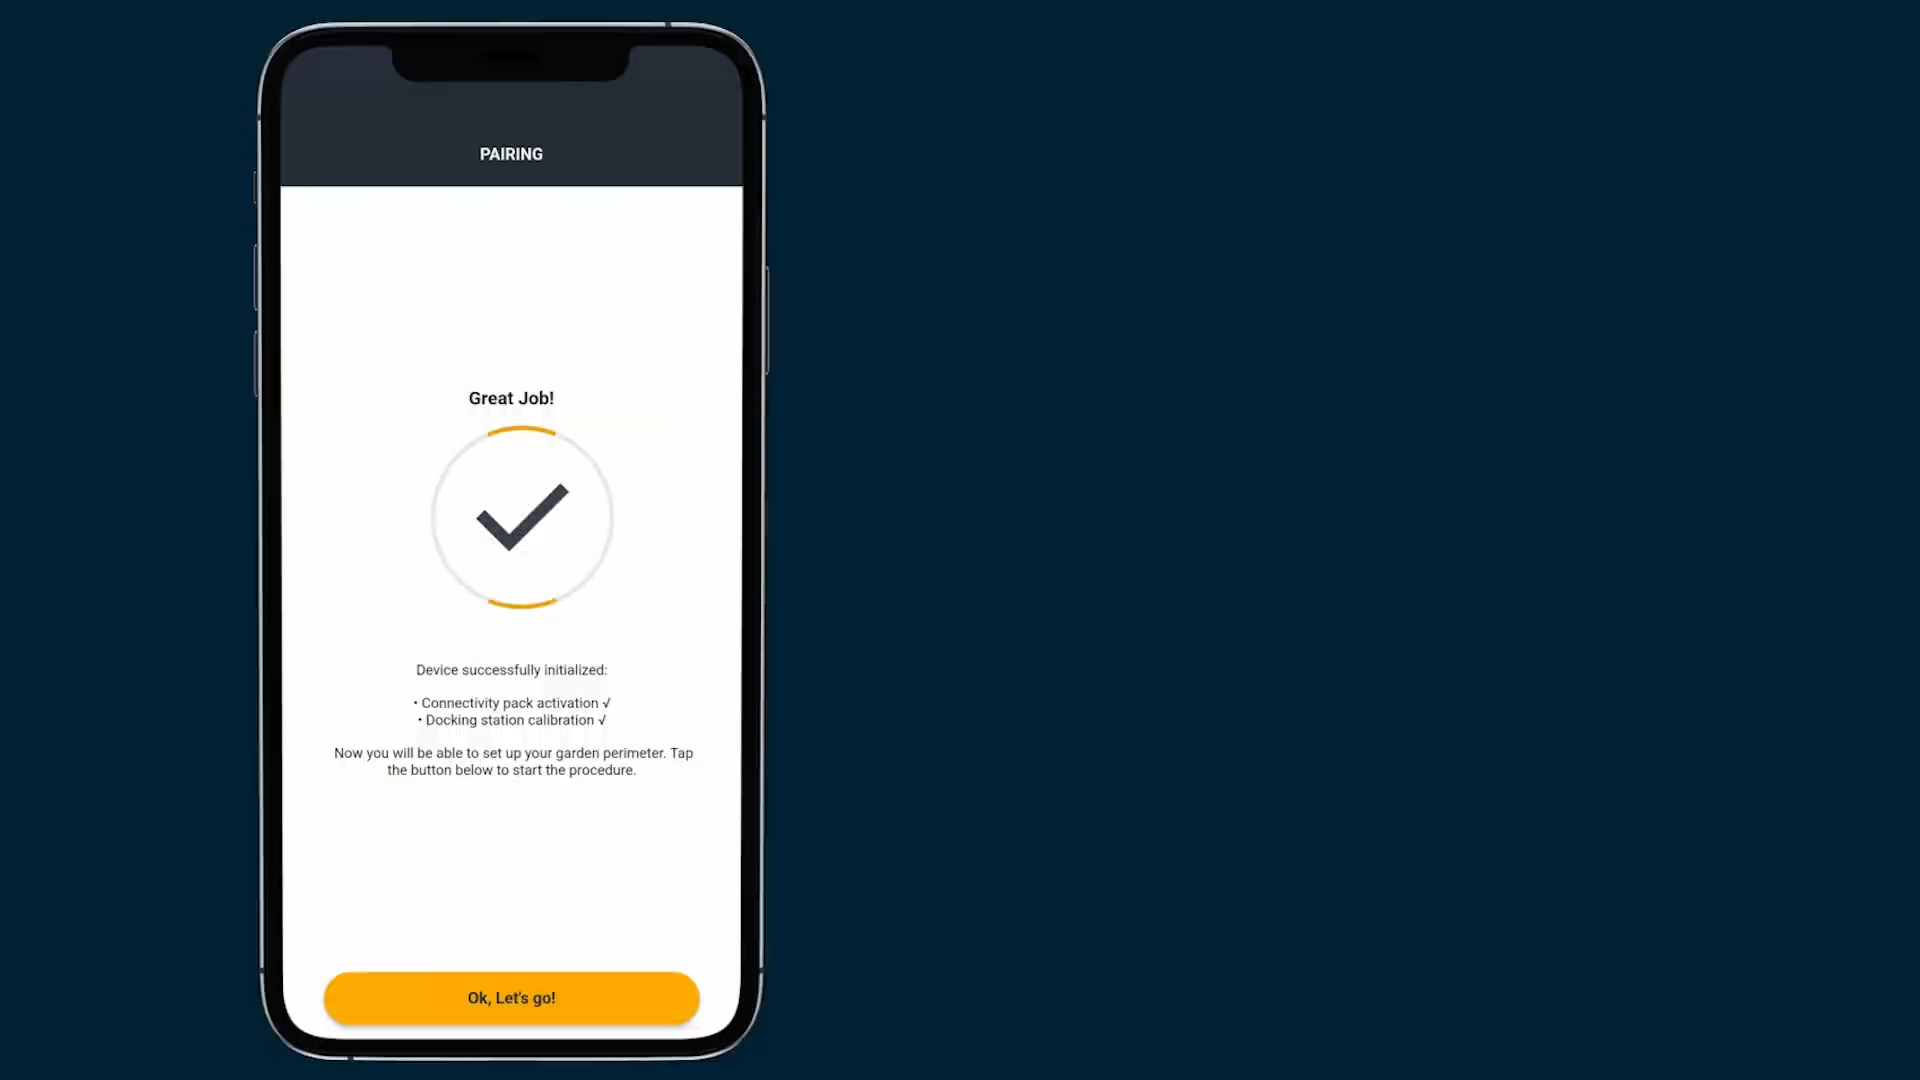 PAIRING
Great Job!
Device successfully initialized:
• Connectivity pack activation √
• Docking station calibration √
Now you will be able to set up your garden perimeter. Tap
the button below to start the procedure.
Ok, Let's go!